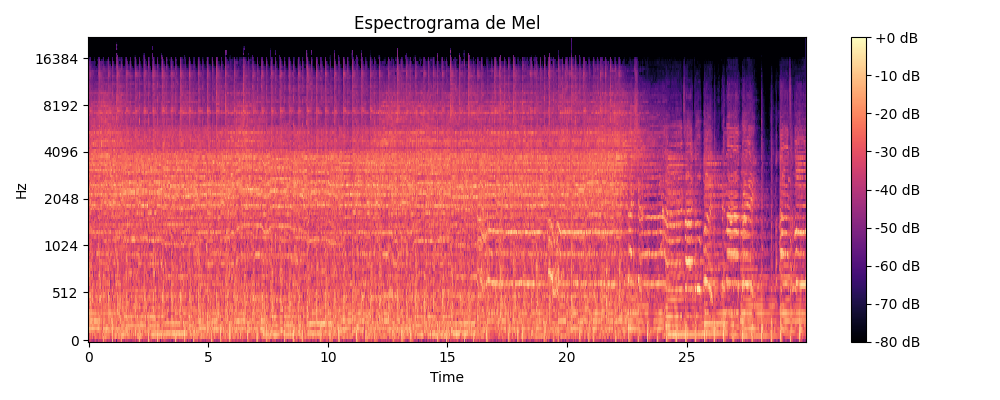 Espectrograma de Mel
Hz
16384
8192
4096
2048
1024
512
0
0 5 10 15 20 25
Time
+0 dB
-10 dB
-20 dB
-30 dB
-40 dB
-50 dB
-60 dB
-70 dB
-80 dB